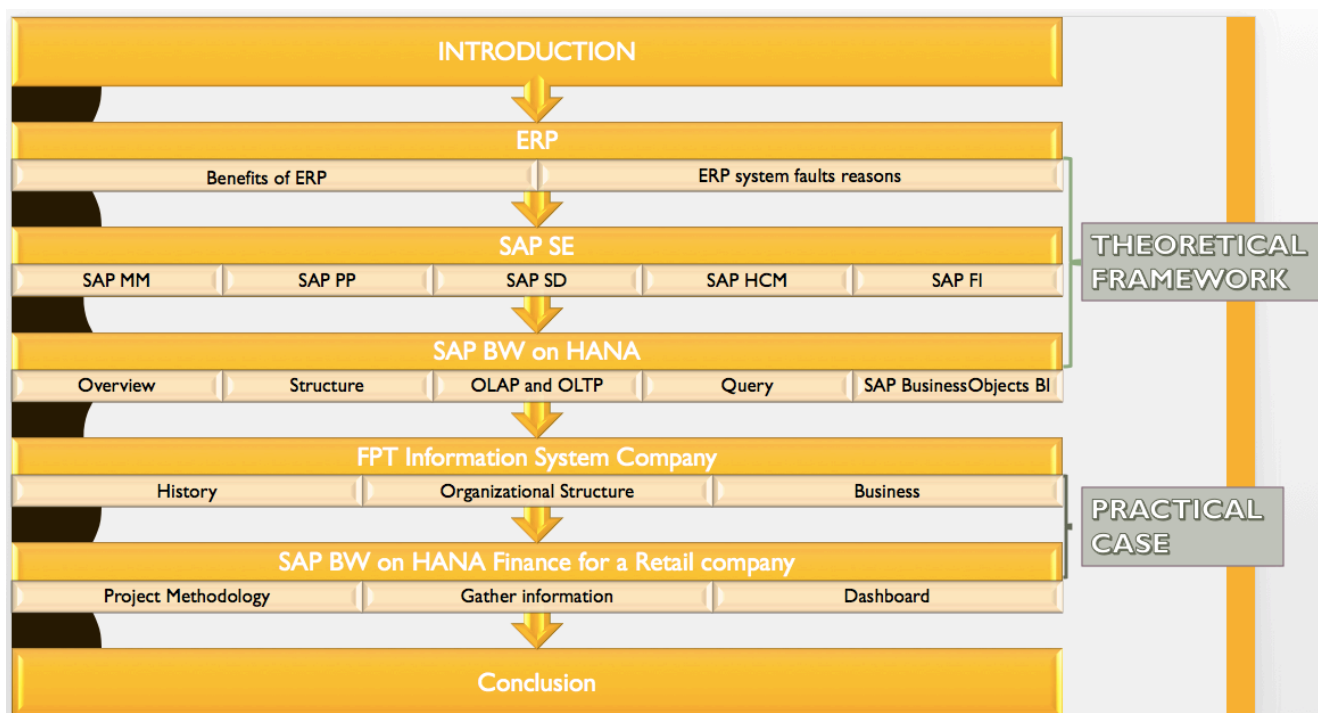 INTRODUCTION
ERP
Benefits of ERP
ERP system faults reasons
SAP SE
SAP MM
SAP PP
SAP SD
SAP HCM
SAP FI
THEORETICAL
FRAMEWORK
SAP BW on HANA
Overview
Structure
OLAP and OLTP
Query
SAP BusinessObjects BI
FPT Information System Company
History
Organizational Structure
Business
PRACTICAL
CASE
SAP BW on HANA Finance for a Retail company
Project Methodology
Gather information
Dashboard
Conclusion